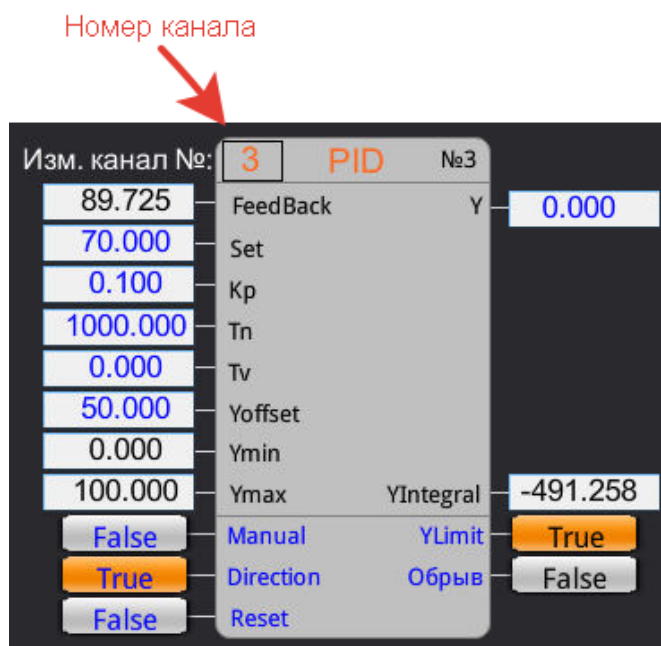 Номер канала
Изм. канал №: 3 PID №3
89.725 FeedBack Y 0.000
70.000 Set
0.100 Kp
1000.000 Tn
0.000 Tv
50.000 Yoffset
0.000 Ymin
100.000 Ymax YIntegral -491.258
False Manual YLimit True
True Direction Обрыв False
False Reset